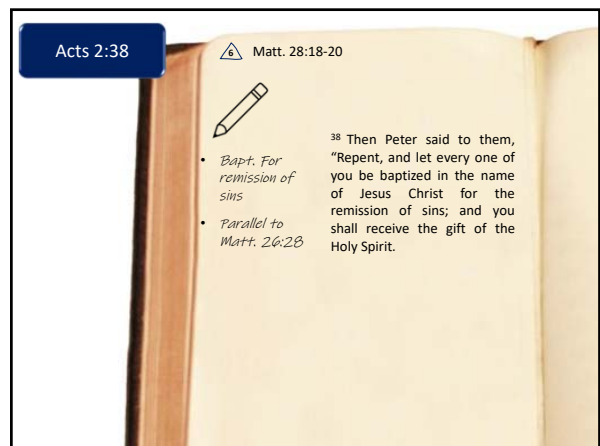 Acts 2:38
6 Matt. 28:18-20
• Bapt. For
remission of
sins
• Parallel to
Matt. 26:28
38 Then Peter said to them,
“Repent, and let every one of
you be baptized in the name
of Jesus Christ for the
remission of sins; and you
shall receive the gift of the
Holy Spirit.